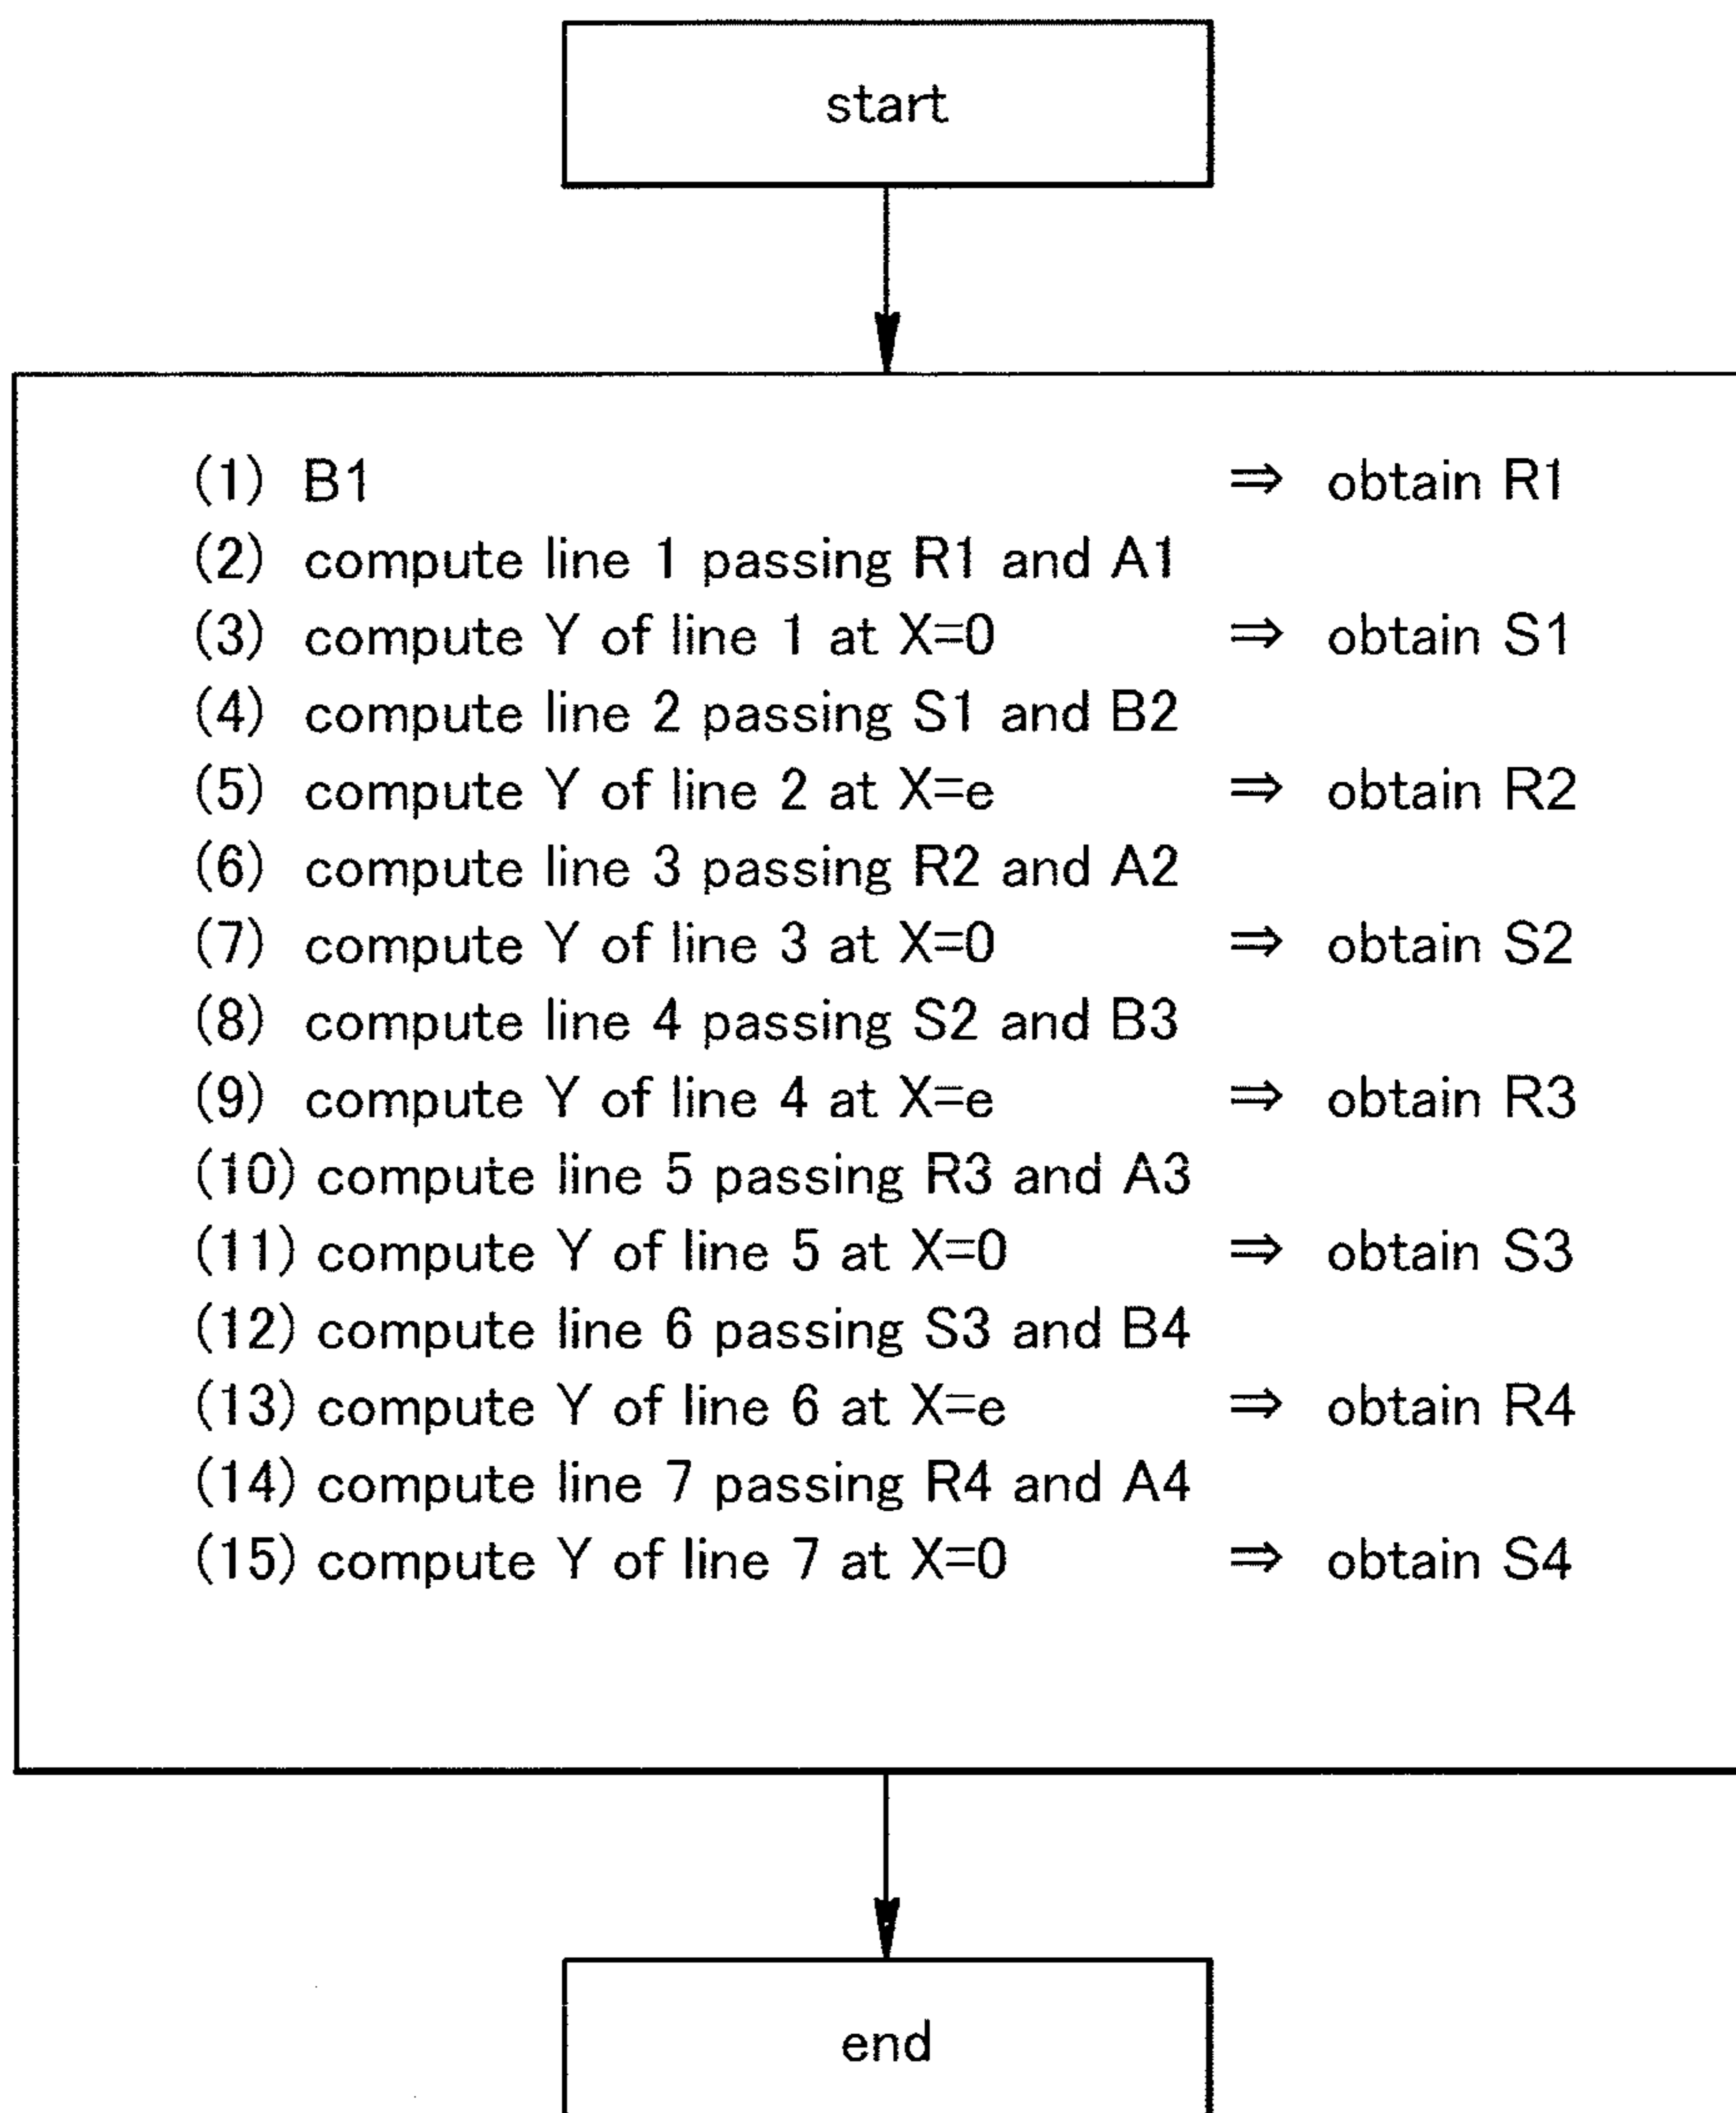 start
(1) B1 ⇒ obtain R1
(2) compute line 1 passing R1 and A1
(3) compute Y of line 1 at X=0 ⇒ obtain S1
(4) compute line 2 passing S1 and B2
(5) compute Y of line 2 at X=e ⇒ obtain R2
(6) compute line 3 passing R2 and A2
(7) compute Y of line 3 at X=0 ⇒ obtain S2
(8) compute line 4 passing S2 and B3
(9) compute Y of line 4 at X=e ⇒ obtain R3
(10) compute line 5 passing R3 and A3
(11) compute Y of line 5 at X=0 ⇒ obtain S3
(12) compute line 6 passing S3 and B4
(13) compute Y of line 6 at X=e ⇒ obtain R4
(14) compute line 7 passing R4 and A4
(15) compute Y of line 7 at X=0 ⇒ obtain S4
end